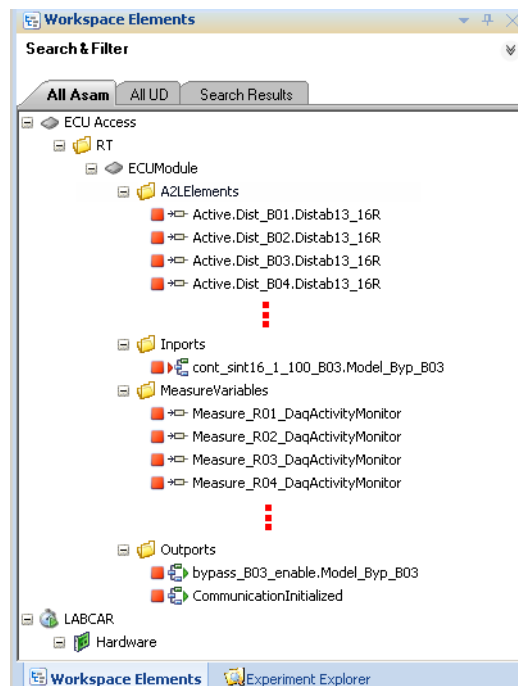 Workspace Elements
Search & Filter
All Asam All UD Search Results
ECU Access
RT
ECUModule
A2LElements
Active.Dist_B01.Distab13_16R
Active.Dist_B02.Distab13_16R
Active.Dist_B03.Distab13_16R
Active.Dist_B04.Distab13_16R
Inports
cont_sint16_1_100_B03.Model_Byp_B03
MeasureVariables
Measure_R01_DaqActivityMonitor
Measure_R02_DaqActivityMonitor
Measure_R03_DaqActivityMonitor
Measure_R04_DaqActivityMonitor
Outports
bypass_B03_enable.Model_Byp_B03
CommunicationInitialized
LABCAR
Hardware
Workspace Elements Experiment Explorer